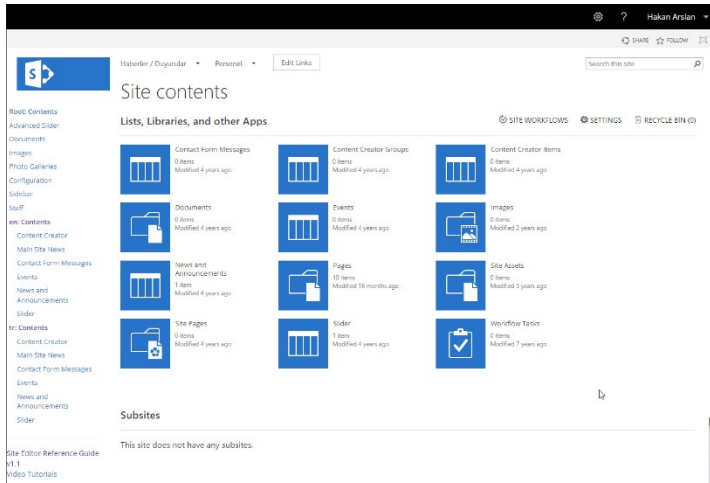 ? Hakan Arslan
SHARE FOLLOW
S
Haberler / Duyurular Personel Edit Links
Search this site
Site contents
Lists, Libraries, and other Apps
SITE WORKFLOWS SETTINGS RECYCLE BIN (0)
Root: Contents
Advanced Slider
Documents
Images
Photo Galleries
Configuration
Sidebar
Staff
en: Contents
Content Creator
Main Site News
Contact Form Messages
Events
News and
Announcements
Slider
tr: Contents
Content Creator
Main Site News
Contact Form Messages
Events
News and
Announcements
Slider
Site Editor Reference Guide
v1.1
Video Tutorials
Contact Form Messages
0 items
Modified 4 years ago
Content Creator Groups
0 items
Modified 4 years ago
Content Creator Items
0 items
Modified 4 years ago
Documents
0 items
Modified 4 years ago
Events
0 items
Modified 4 years ago
Images
0 items
Modified 2 years ago
News and
Announcements
1 item
Modified 4 years ago
Pages
10 items
Modified 16 months ago
Site Assets
0 items
Modified 5 years ago
Site Pages
0 items
Modified 4 years ago
Slider
1 item
Modified 4 years ago
Workflow Tasks
0 items
Modified 7 years ago
Subsites
This site does not have any subsites.